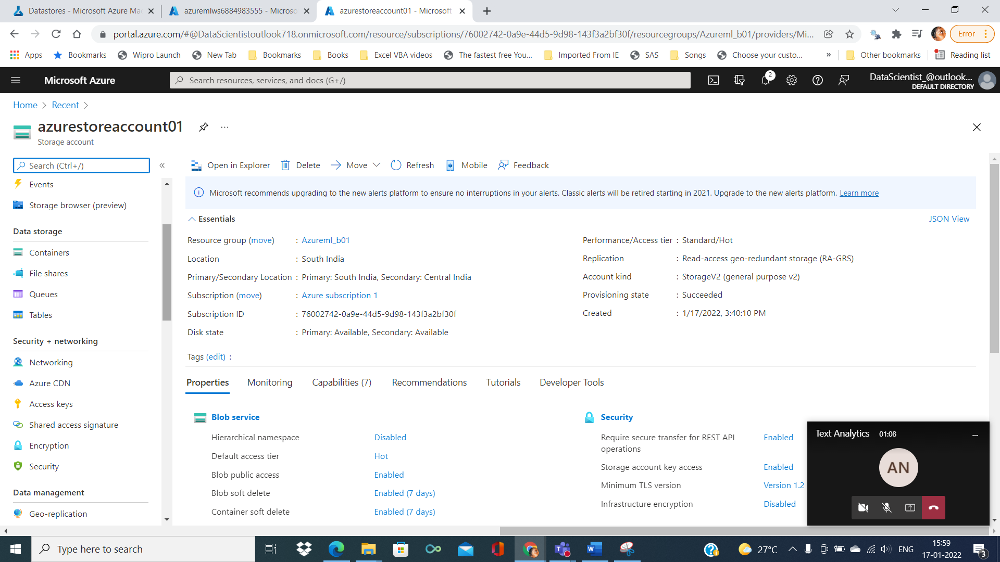 Datastores - Microsoft Azure Mac
azuremlws6884983555 - Microso
azurestoreaccount01 - Microsoft
portal.azure.com/#@DataScientistoutlook718.onmicrosoft.com/resource/subscriptions/76002742-0a9e-44d5-9d98-143f3a2bf30f/resourcegroups/Azureml_b01/providers/Mi...
Error
Apps
Bookmarks
Wipro Launch
New Tab
Bookmarks
Books
Excel VBA videos
The fastest free You...
Imported From IE
SAS
Songs
Choose your custo...
»
Other bookmarks
Reading list
Microsoft Azure
Search resources, services, and docs (G+/)
2
DataScientist_@outlook...
DEFAULT DIRECTORY
Home > Recent >
azurestoreaccount01
...
Storage account
Search (Ctrl+/)
«
Open in Explorer
Delete
Move
Refresh
Mobile
Feedback
Events
Storage browser (preview)
Data storage
Containers
File shares
Queues
Tables
Security + networking
Networking
Azure CDN
Access keys
Shared access signature
Encryption
Security
Data management
Geo-replication
Microsoft recommends upgrading to the new alerts platform to ensure no interruptions in your alerts. Classic alerts will be retired starting in 2021. Upgrade to the new alerts platform. Learn more
Essentials
JSON View
Resource group (move) : Azureml_b01
Location : South India
Primary/Secondary Location : Primary: South India, Secondary: Central India
Subscription (move) : Azure subscription 1
Subscription ID : 76002742-0a9e-44d5-9d98-143f3a2bf30f
Disk state : Primary: Available, Secondary: Available
Performance/Access tier : Standard/Hot
Replication : Read-access geo-redundant storage (RA-GRS)
Account kind : StorageV2 (general purpose v2)
Provisioning state : Succeeded
Created : 1/17/2022, 3:40:10 PM
Tags (edit) :
Properties
Monitoring
Capabilities (7)
Recommendations
Tutorials
Developer Tools
Blob service
Hierarchical namespace Disabled
Default access tier Hot
Blob public access Enabled
Blob soft delete Enabled (7 days)
Container soft delete Enabled (7 days)
Security
Require secure transfer for REST API operations Enabled
Storage account key access Enabled
Minimum TLS version Version 1.2
Infrastructure encryption Disabled
Text Analytics 01:08
AN
Type here to search
27°C
ENG
15:59
17-01-2022
3